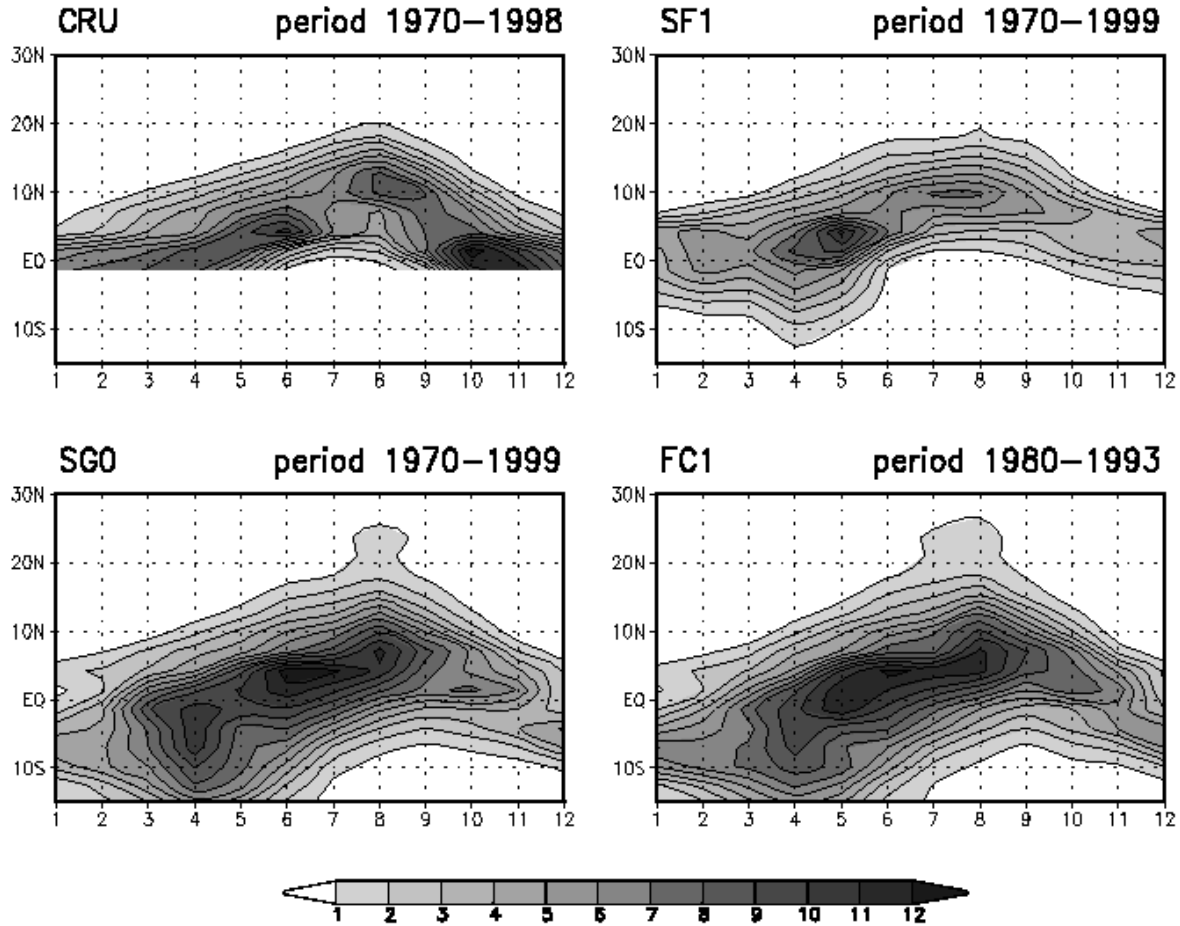 CRU period 1970-1998
30N
20N
10N
EQ
10S
1 2 3 4 5 6 7 8 9 10 11 12
SF1 period 1970-1999
30N
20N
10N
EQ
10S
1 2 3 4 5 6 7 8 9 10 11 12
SG0 period 1970-1999
30N
20N
10N
EQ
10S
1 2 3 4 5 6 7 8 9 10 11 12
FC1 period 1980-1993
30N
20N
10N
EQ
10S
1 2 3 4 5 6 7 8 9 10 11 12
1 2 3 4 5 6 7 8 9 10 11 12